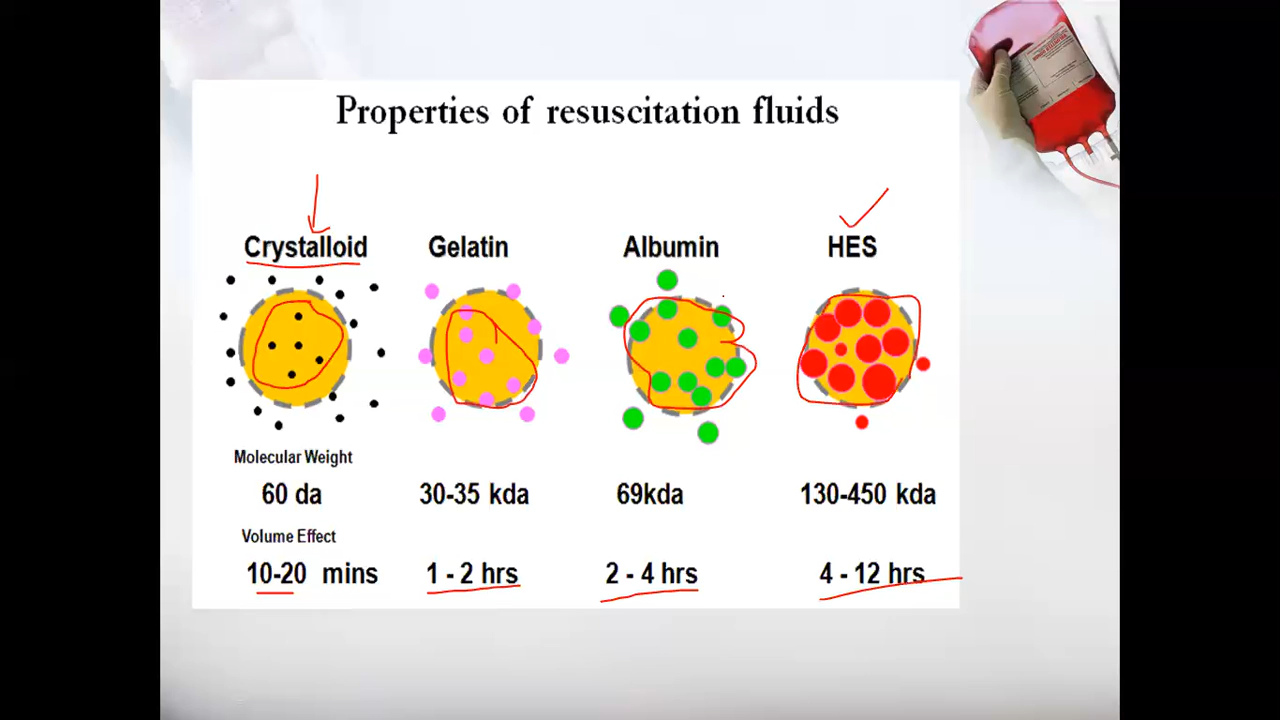 Properties of resuscitation fluids
Crystalloid Gelatin Albumin HES
Molecular Weight
60 da 30-35 kda 69kda 130-450 kda
Volume Effect
10-20 mins 1 - 2 hrs 2 - 4 hrs 4 - 12 hrs